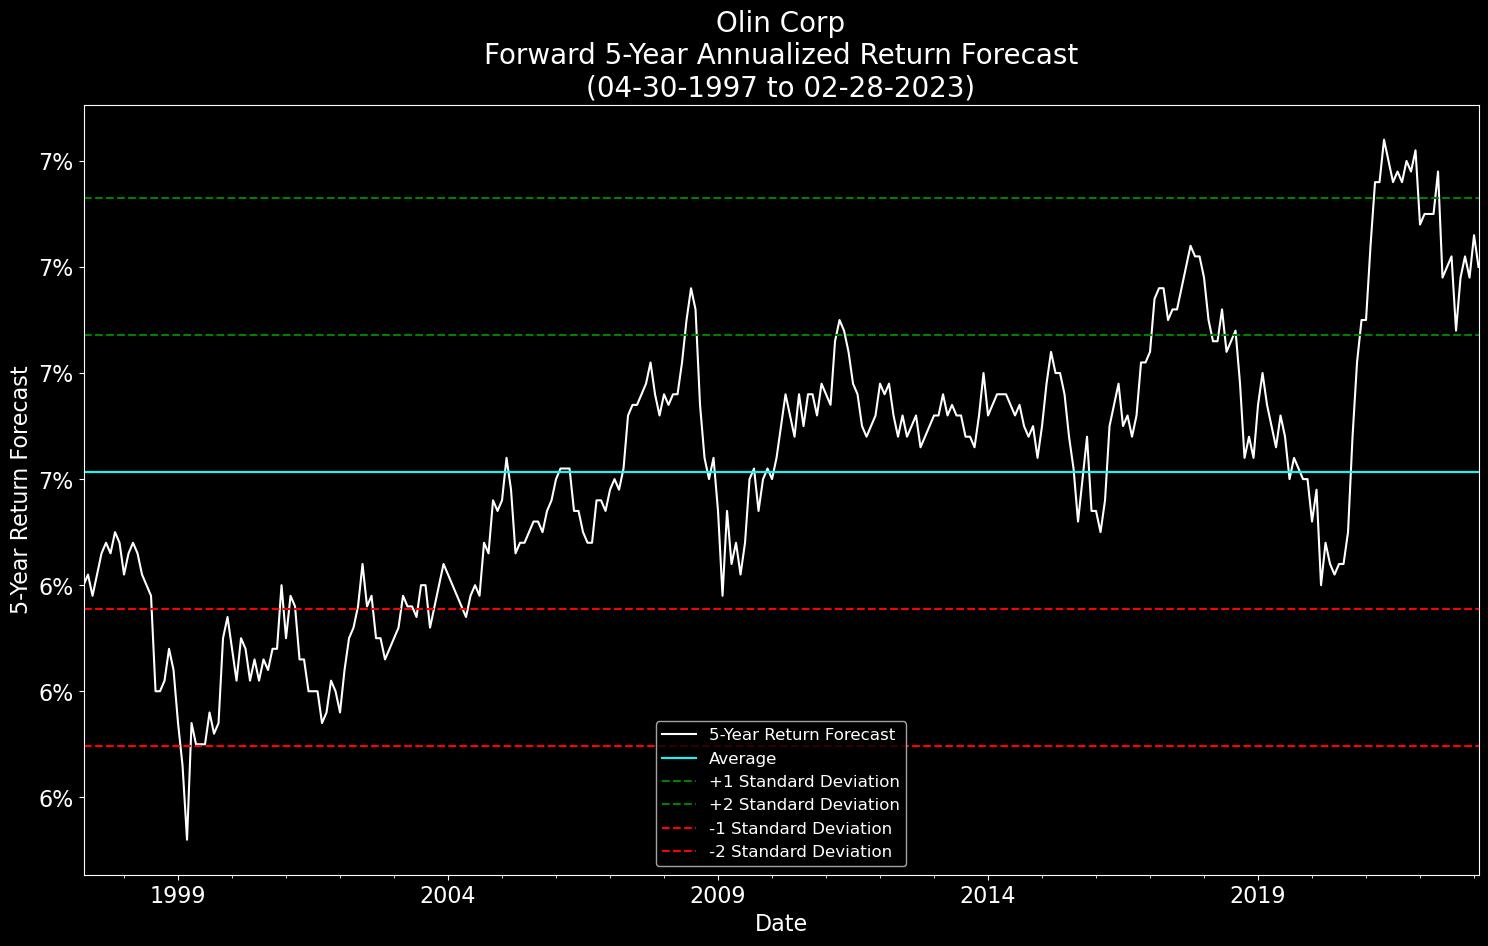 Olin Corp
Forward 5-Year Annualized Return Forecast
(04-30-1997 to 02-28-2023)
7%
7%
7%
7%
6%
6%
6%
5-Year Return Forecast
5-Year Return Forecast
Average
+1 Standard Deviation
+2 Standard Deviation
-1 Standard Deviation
-2 Standard Deviation
1999
2004
2009
2014
2019
Date